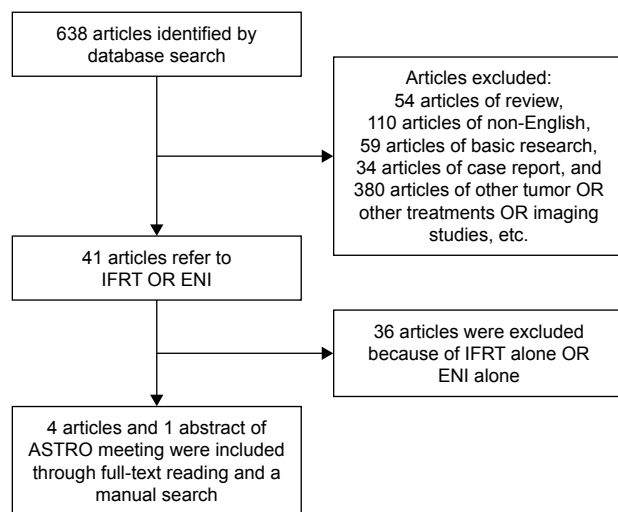 638 articles identified by
database search
Articles excluded:
54 articles of review,
110 articles of non-English,
59 articles of basic research,
34 articles of case report, and
380 articles of other tumor OR
other treatments OR imaging
studies, etc.
41 articles refer to
IFRT OR ENI
36 articles were excluded
because of IFRT alone OR
ENI alone
4 articles and 1 abstract of
ASTRO meeting were included
through full-text reading and a
manual search